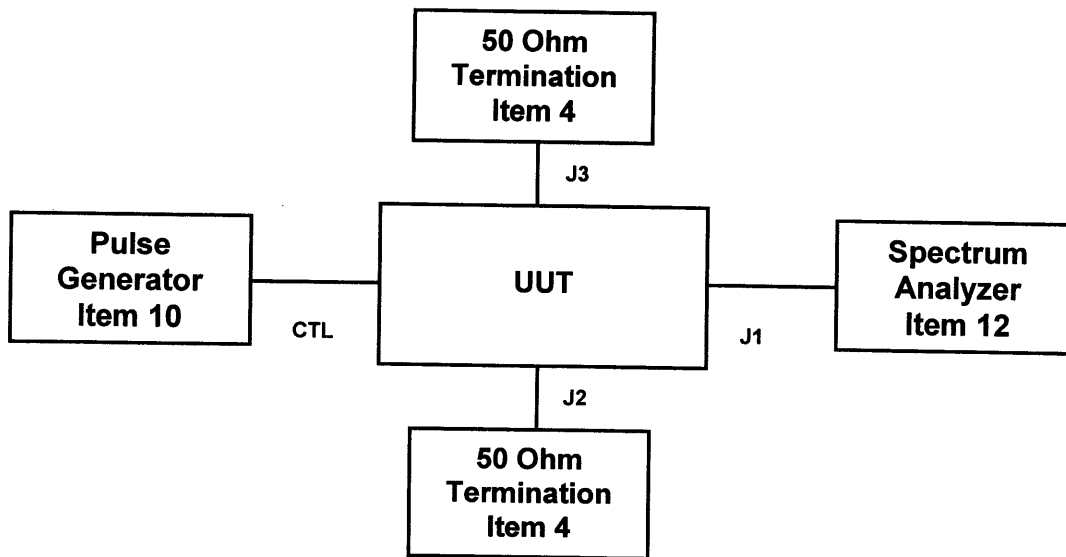 50 Ohm
Termination
Item 4
J3
Pulse
Generator
Item 10
CTL
UUT
J1
Spectrum
Analyzer
Item 12
J2
50 Ohm
Termination
Item 4